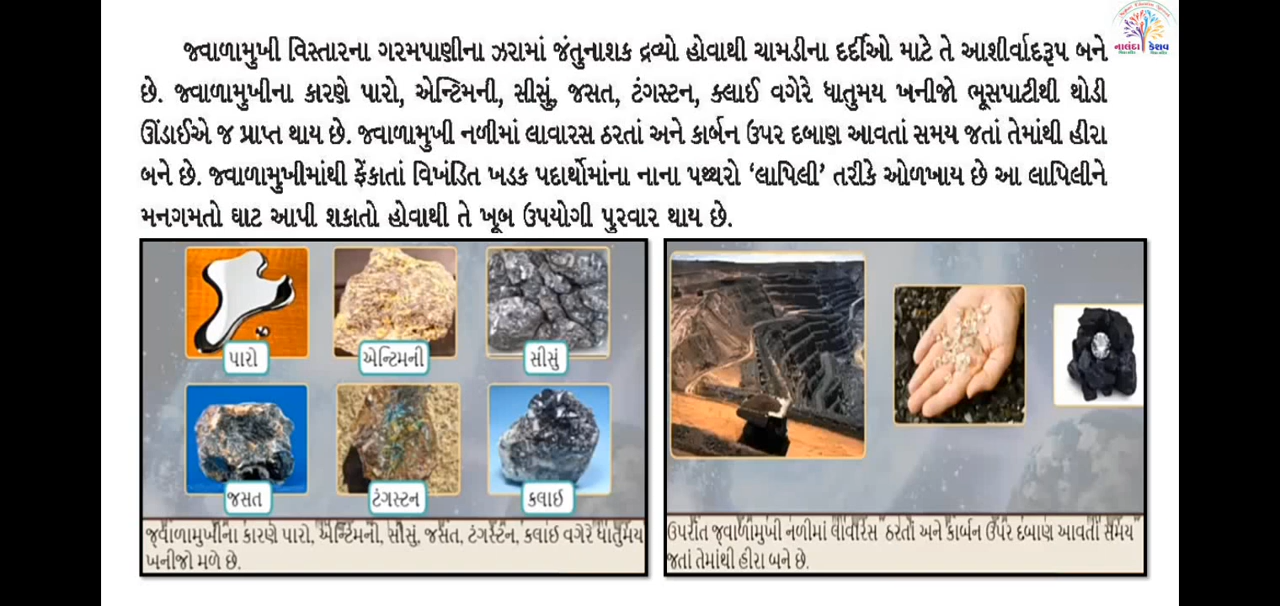 જ્વાળામુખી વિસ્તારના ગરમપાણીના ઝરામાં જંતુનાશક દ્રવ્યો હોવાથી ચામડીના દર્દીઓ માટે તે આશીર્વાદરૂપ બને
છે. જ્વાળામુખીના કારણે પારો, એન્ટિમની, સીસું, જસત, ટંગસ્ટન, ક્લાઈ વગેરે ધાતુમય ખનીજો ભૂસપાટીથી થોડી
ઊંડાઈએ જ પ્રાપ્ત થાય છે. જ્વાળામુખી નળીમાં લાવારસ ઠરતાં અને કાર્બન ઉપર દબાણ આવતાં સમય જતાં તેમાંથી હીરા
બને છે. જ્વાળામુખીમાંથી ફેંકાતાં વિખંડિત ખડક પદાર્થોમાંના નાના પથ્થરો ‘લાપિલી’ તરીકે ઓળખાય છે આ લાપિલીને
મનગમતો ઘાટ આપી શકાતો હોવાથી તે ખૂબ ઉપયોગી પુરવાર થાય છે.
નાલંદા કેશવ
પારો એન્ટિમની સીસું
જસત ટંગસ્ટન કલાઈ
જ્વાળામુખીના કારણે પારો, એન્ટિમની, સીસું, જસત, ટંગસ્ટન, કલાઈ વગેરે ધાતુમય
ખનીજો મળે છે.
ઉપરાંત જ્વાળામુખી નળીમાં લાવારસ ઠરતાં અને કાર્બન ઉપર દબાણ આવતાં સમય
જતાં તેમાંથી હીરા બને છે.